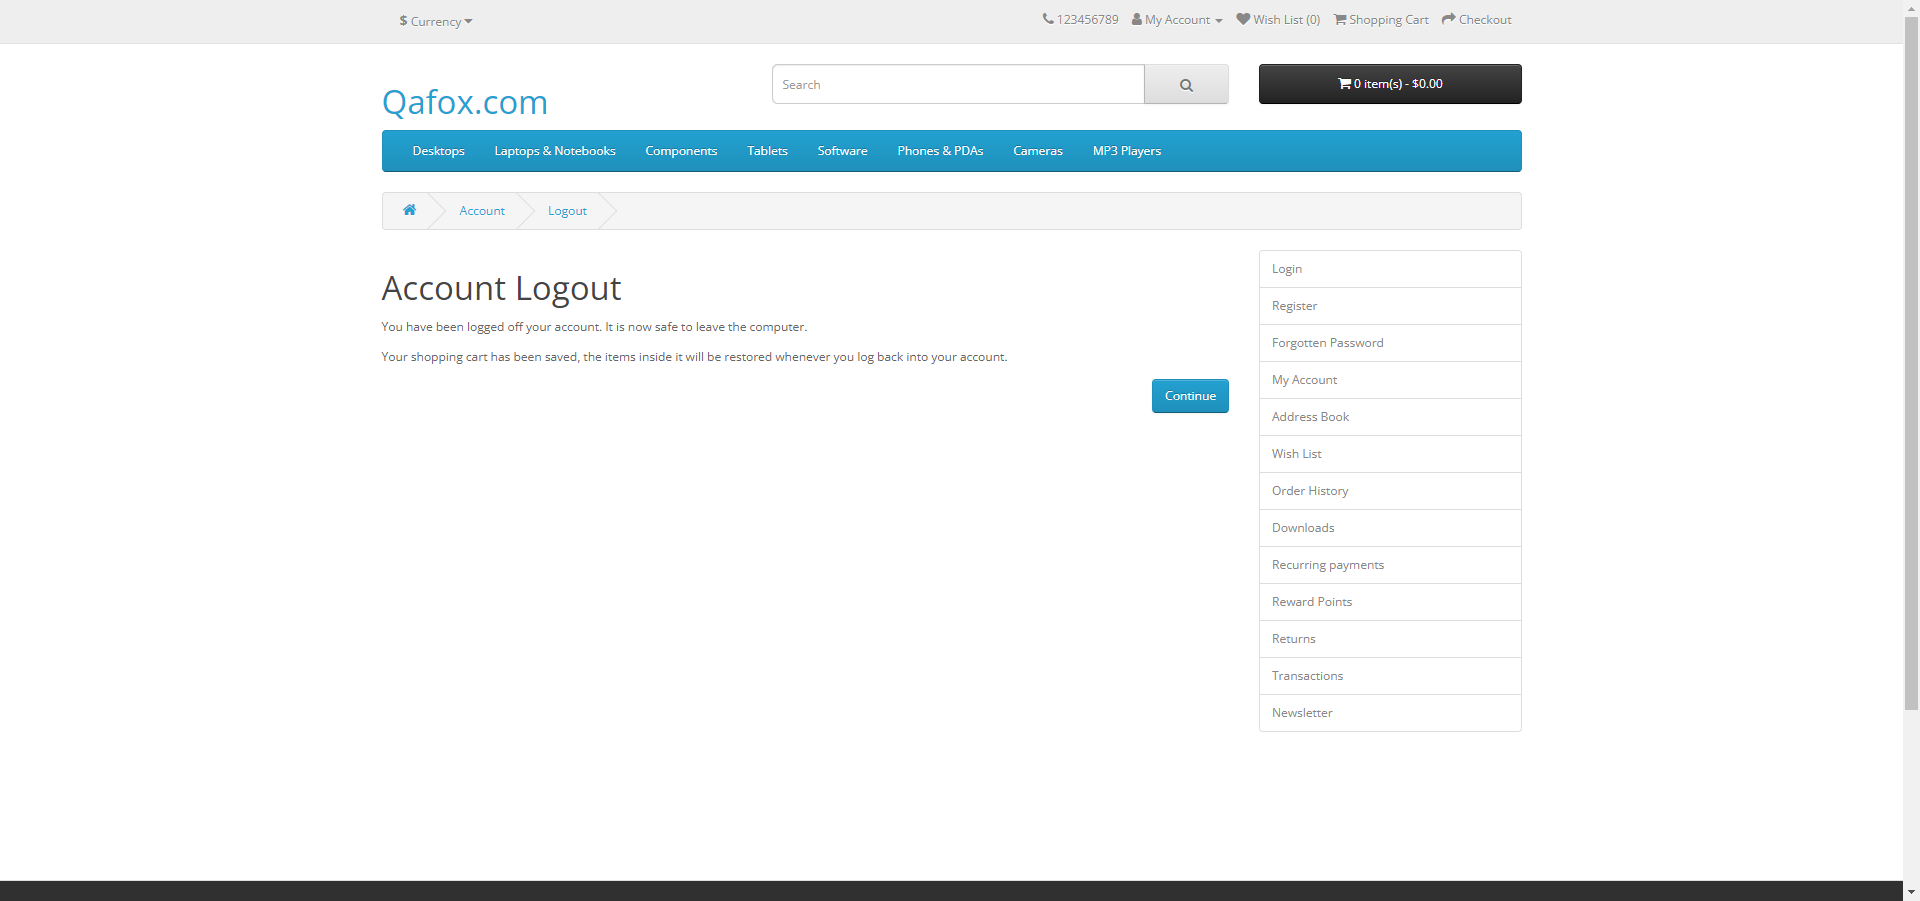 $ Currency
123456789 My Account Wish List (0) Shopping Cart Checkout
Qafox.com
Search
0 item(s) - $0.00
Desktops Laptops & Notebooks Components Tablets Software Phones & PDAs Cameras MP3 Players
Account Logout
Account Logout
You have been logged off your account. It is now safe to leave the computer.
Your shopping cart has been saved, the items inside it will be restored whenever you log back into your account.
Continue
Login
Register
Forgotten Password
My Account
Address Book
Wish List
Order History
Downloads
Recurring payments
Reward Points
Returns
Transactions
Newsletter